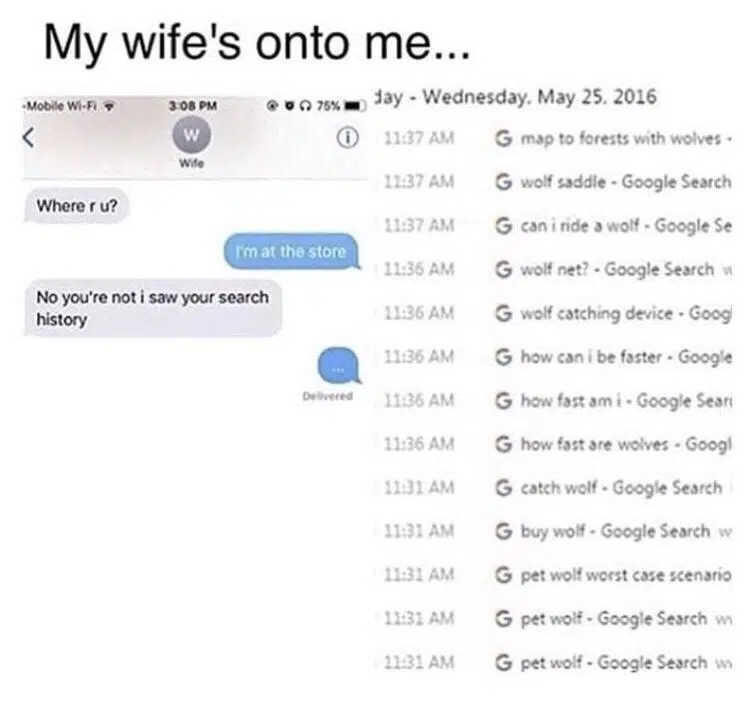 My wife's onto me...
-Mobile Wi-Fi 3:08 PM 75%
W
Wife
Where r u?
I'm at the store
No you're not i saw your search
history
...
Delivered
day - Wednesday, May 25, 2016
11:37 AM G map to forests with wolves -
11:37 AM G wolf saddle - Google Search
11:37 AM G can i ride a wolf - Google Se
11:36 AM G wolf net? - Google Search w
11:36 AM G wolf catching device - Goog
11:36 AM G how can i be faster - Google
11:36 AM G how fast am i - Google Sear
11:36 AM G how fast are wolves - Googl
11:31 AM G catch wolf - Google Search
11:31 AM G buy wolf - Google Search w
11:31 AM G pet wolf worst case scenario
11:31 AM G pet wolf - Google Search w
11:31 AM G pet wolf - Google Search w